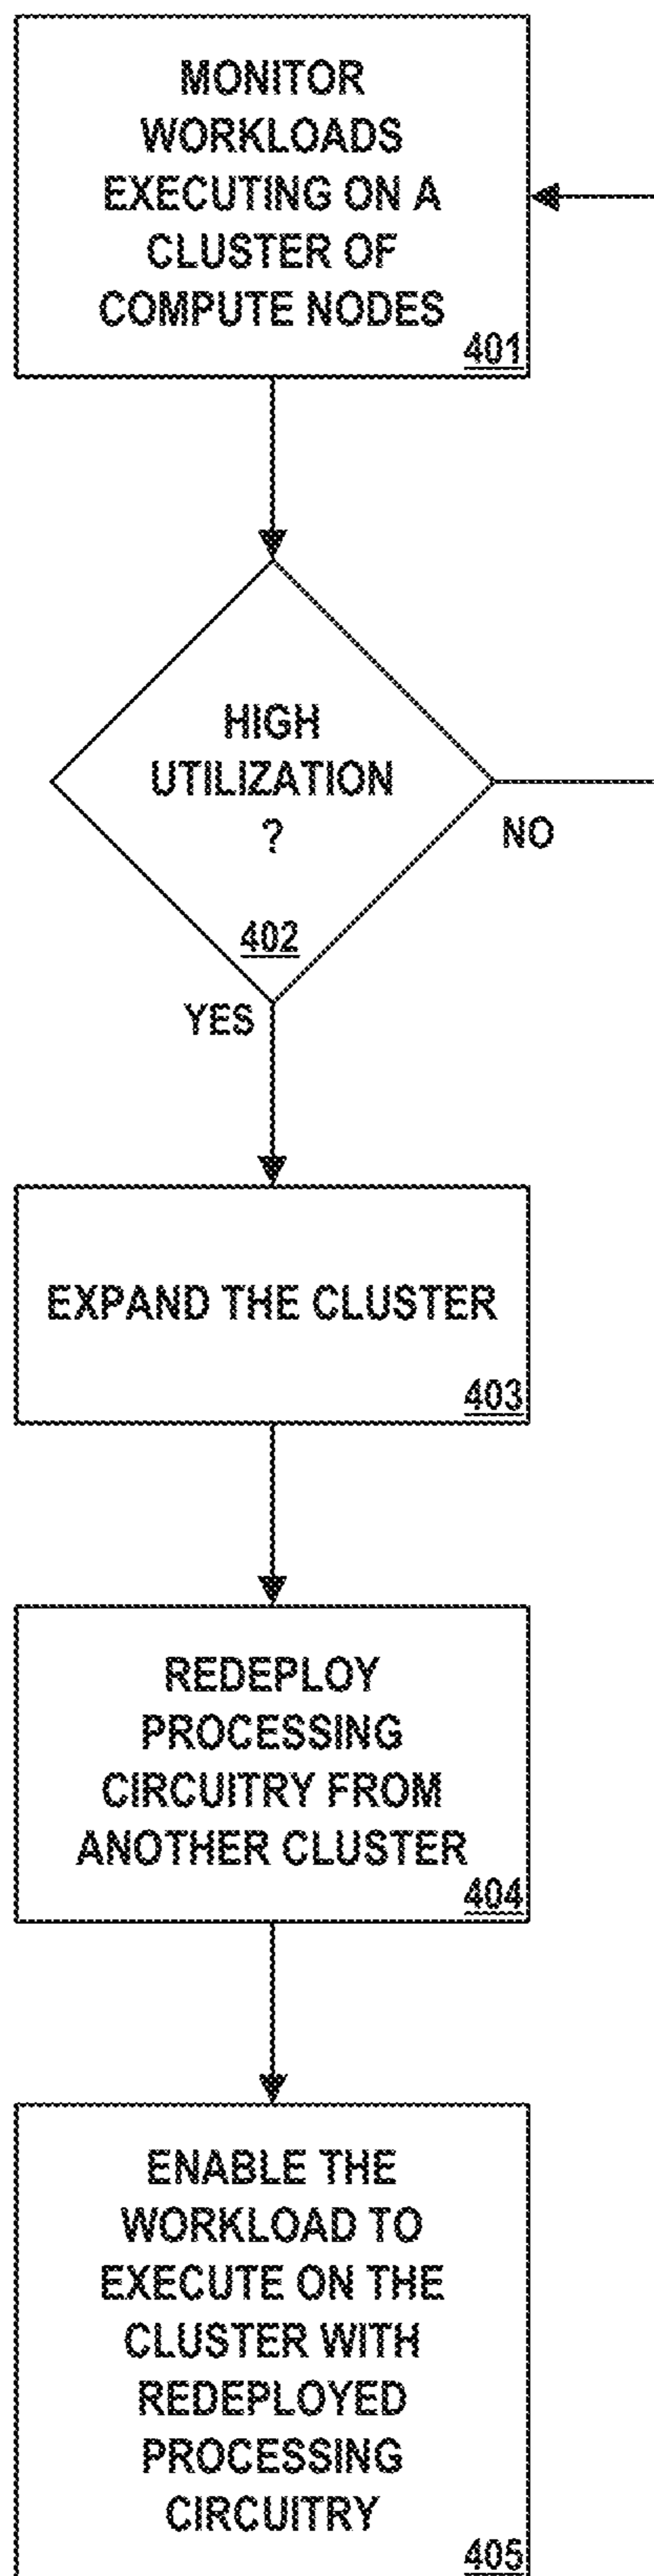 MONITOR
WORKLOADS
EXECUTING ON A
CLUSTER OF
COMPUTE NODES
401
HIGH
UTILIZATION
?
402
NO
YES
EXPAND THE CLUSTER
403
REDEPLOY
PROCESSING
CIRCUITRY FROM
ANOTHER CLUSTER
404
ENABLE THE
WORKLOAD TO
EXECUTE ON THE
CLUSTER WITH
REDEPLOYED
PROCESSING
CIRCUITRY
405